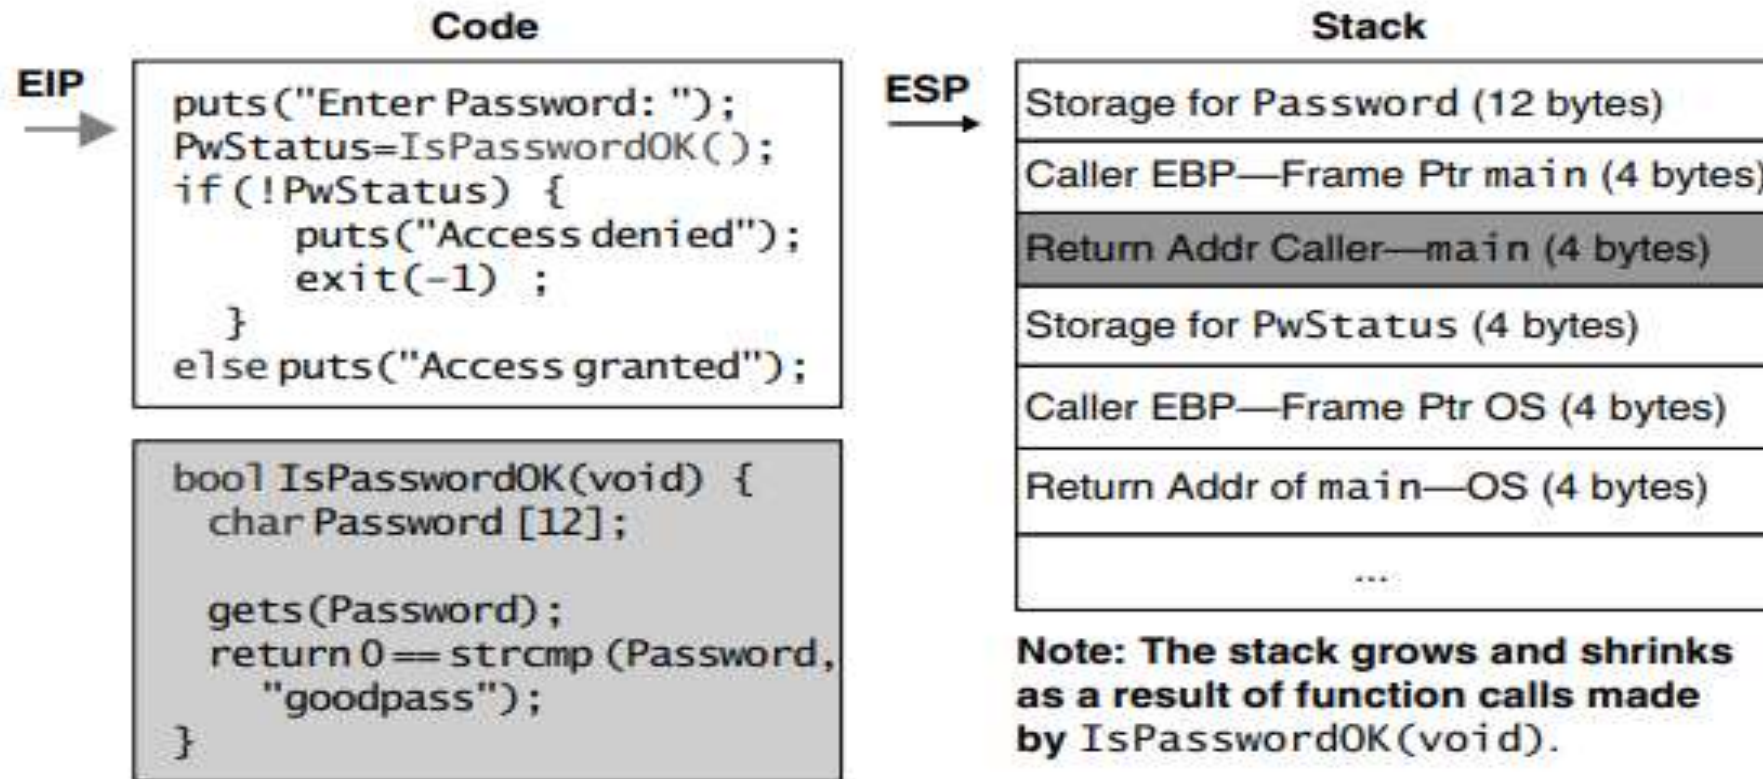 Code
EIP
puts("Enter Password: ");
PwStatus=IsPasswordOK();
if(!PwStatus) {
puts("Access denied");
exit(-1) ;
}
else puts("Access granted");
bool IsPasswordOK(void) {
char Password [12];
gets(Password);
return 0 == strcmp (Password,
"goodpass");
}
Stack
ESP
Storage for Password (12 bytes)
Caller EBP—Frame Ptr main (4 bytes)
Return Addr Caller—main (4 bytes)
Storage for PwStatus (4 bytes)
Caller EBP—Frame Ptr OS (4 bytes)
Return Addr of main—OS (4 bytes)
...
Note: The stack grows and shrinks
as a result of function calls made
by IsPasswordOK(void).